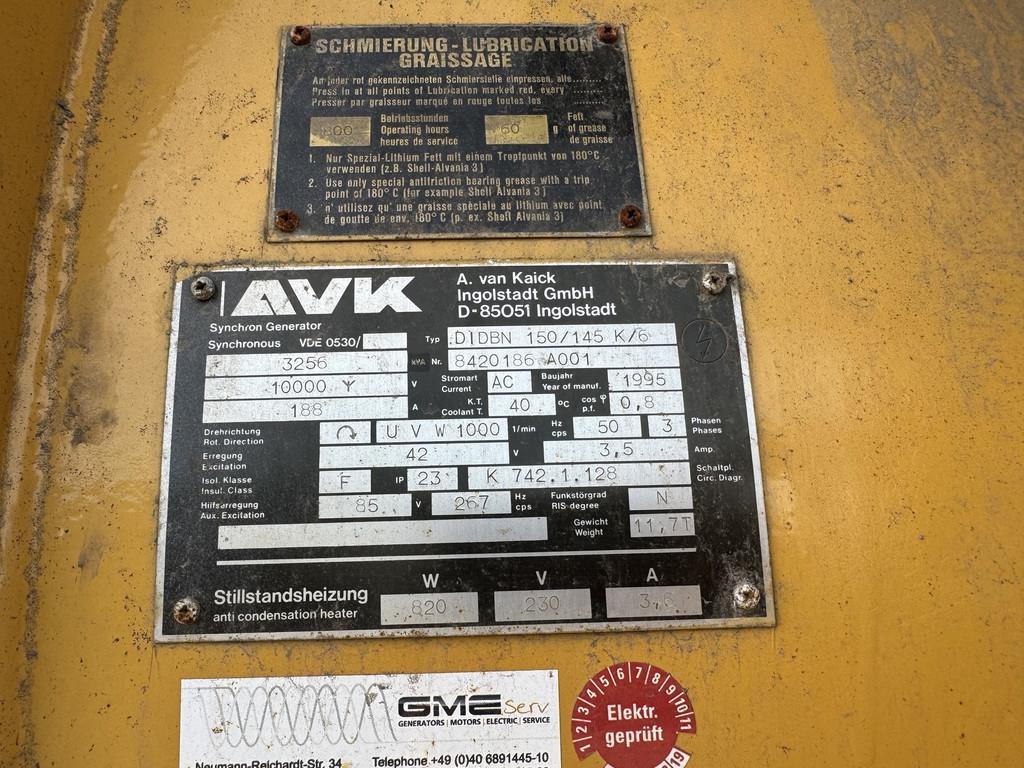 SCHMIERUNG - LUBRICATION
GRAISSAGE
An jeder rot gekennzeichneten Schmierstelle einpressen, alle.........
Press in at all points of Lubrication marked red, every .........
Presser par graisseur marqué en rouge toutes les .........
Betriebsstunden
Operating hours
heures de service
60 g
Fett
of grease
de graisse
1. Nur Spezial-Lithium Fett mit einem Tropfpunkt von 180°C
verwenden (z.B. Shell-Alvania 3)
2. Use only special antifriction bearing grease with a trip
point of 180°C (for example Shell Alvania 3)
3. n' utilisez qu' une graisse spéciale au lithium avec point
de goutte de env. 180°C (p. ex. Shell Alvania 3)
AVK
A. van Kaick
Ingolstadt GmbH
D-85051 Ingolstadt
Synchron Generator
Synchronous VDE 0530/
Typ DIDBN 150/145 K/6
3256 kVA Nr. 8420186 A001
10000 Y V Stromart Current AC Baujahr Year of manuf. 1995
188 A K.T. Coolant T. 40 °C cos φ p.f. 0,8
Drehrichtung
Rot. Direction
U V W 1000 1/min Hz cps 50 3 Phasen Phases
Erregung
Excitation
42 V 3,5 Amp.
Isol. Klasse
Insul. Class
F IP 23 K 742.1.128 Schaltpl. Circ. Diagr.
Hilfserregung
Aux. Excitation
85 V 267 Hz cps Funkstörgrad RIS degree N
Gewicht
Weight
11,7T
W V A
Stillstandsheizung
anti condensation heater
820 230 3,6
GME Serv
GENERATORS | MOTORS | ELECTRIC | SERVICE
Neumann-Reichardt-Str. 34 Telephone +49 (0)40 6891445-10
1 2 3 4 5 6 7 8 9 10 11
Elektr.
geprüft
19